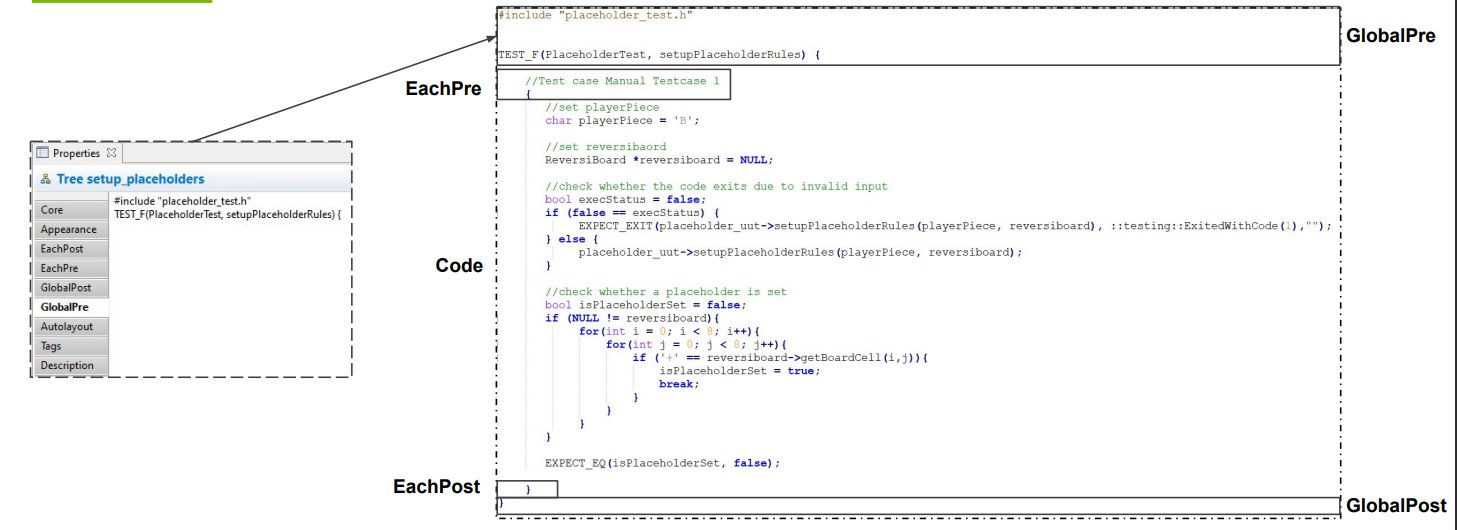 Properties
Tree setup_placeholders
Core
Appearance
EachPost
EachPre
GlobalPost
GlobalPre
Autolayout
Tags
Description
#include "placeholder_test.h"
TEST_F(PlaceholderTest, setupPlaceholderRules) {
EachPre
Code
EachPost
#include "placeholder_test.h"
TEST_F(PlaceholderTest, setupPlaceholderRules) {
//Test case Manual Testcase 1
{
//set playerPiece
char playerPiece = 'B';
//set reversibaord
ReversiBoard *reversiboard = NULL;
//check whether the code exits due to invalid input
bool execStatus = false;
if (false == execStatus) {
EXPECT_EXIT(placeholder_uut->setupPlaceholderRules(playerPiece, reversiboard), ::testing::ExitedWithCode(1),"");
} else {
placeholder_uut->setupPlaceholderRules(playerPiece, reversiboard);
}
//check whether a placeholder is set
bool isPlaceholderSet = false;
if (NULL != reversiboard){
for(int i = 0; i < 8; i++){
for(int j = 0; j < 8; j++){
if ('+' == reversiboard->getBoardCell(i,j)){
isPlaceholderSet = true;
break;
}
}
}
}
EXPECT_EQ(isPlaceholderSet, false);
}
}
GlobalPre
GlobalPost